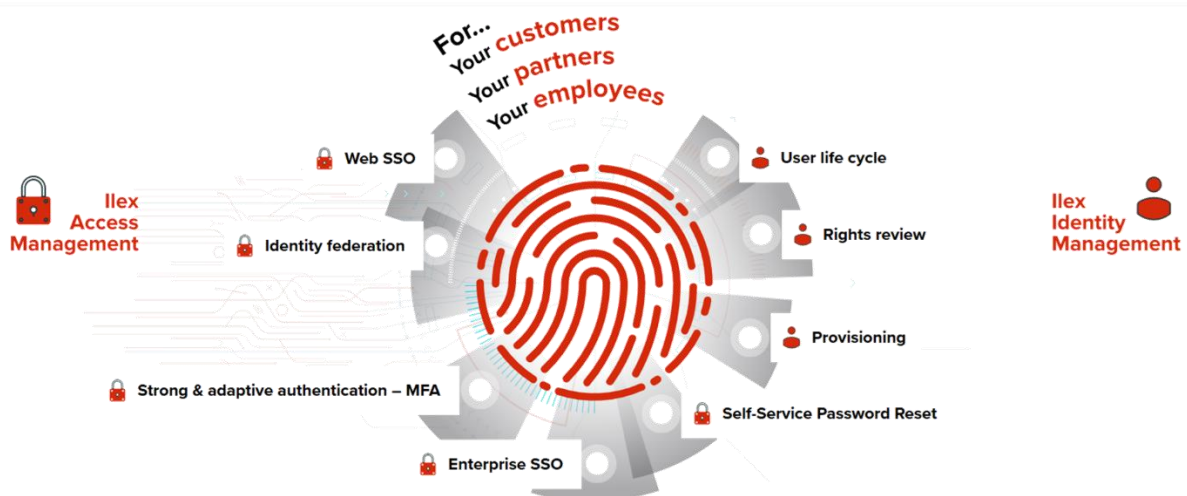 For...
Your customers
Your partners
Your employees
Web SSO
User life cycle
Ilex
Access
Management
Ilex
Identity
Management
Identity federation
Rights review
Provisioning
Strong & adaptive authentication – MFA
Self-Service Password Reset
Enterprise SSO